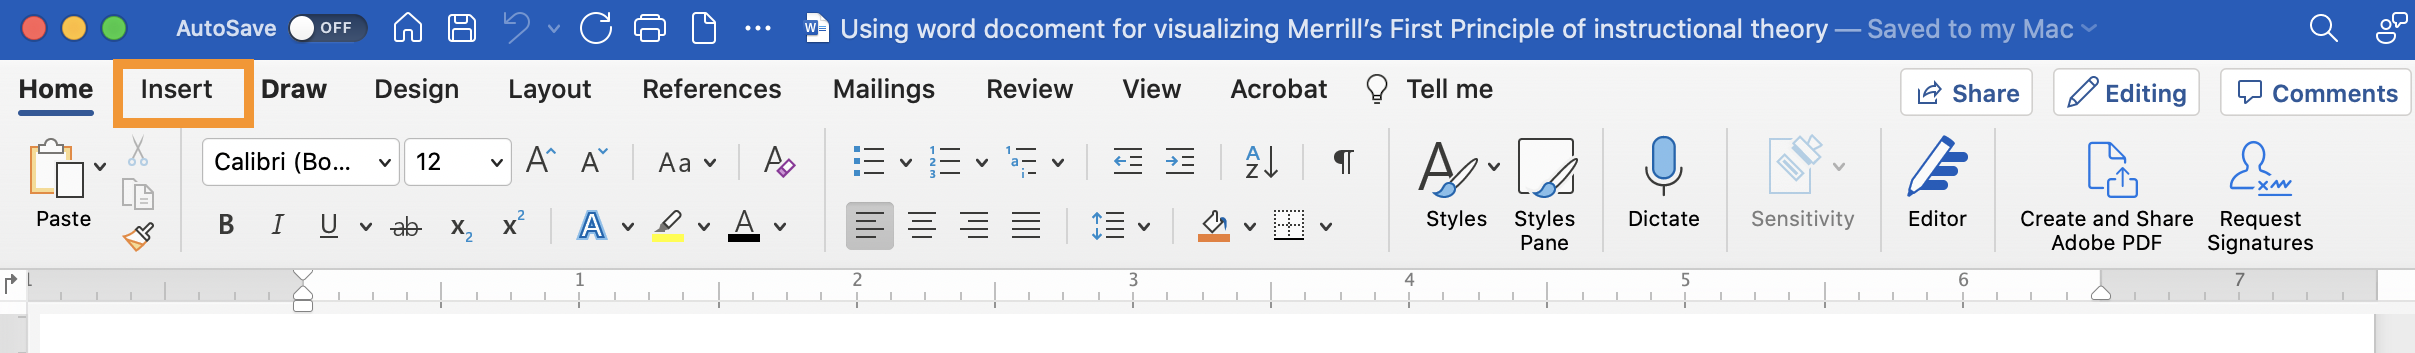 AutoSave OFF Using word docoment for visualizing Merrill’s First Principle of instructional theory — Saved to my Mac
Home Insert Draw Design Layout References Mailings Review View Acrobat Tell me Share Editing Comments
Calibri (Bo... 12 Aa
Paste
B I U ab x2 x2 A A
Styles
Styles Pane
Dictate
Sensitivity
Editor
Create and Share
Adobe PDF
Request
Signatures
1 1 2 3 4 5 6 7